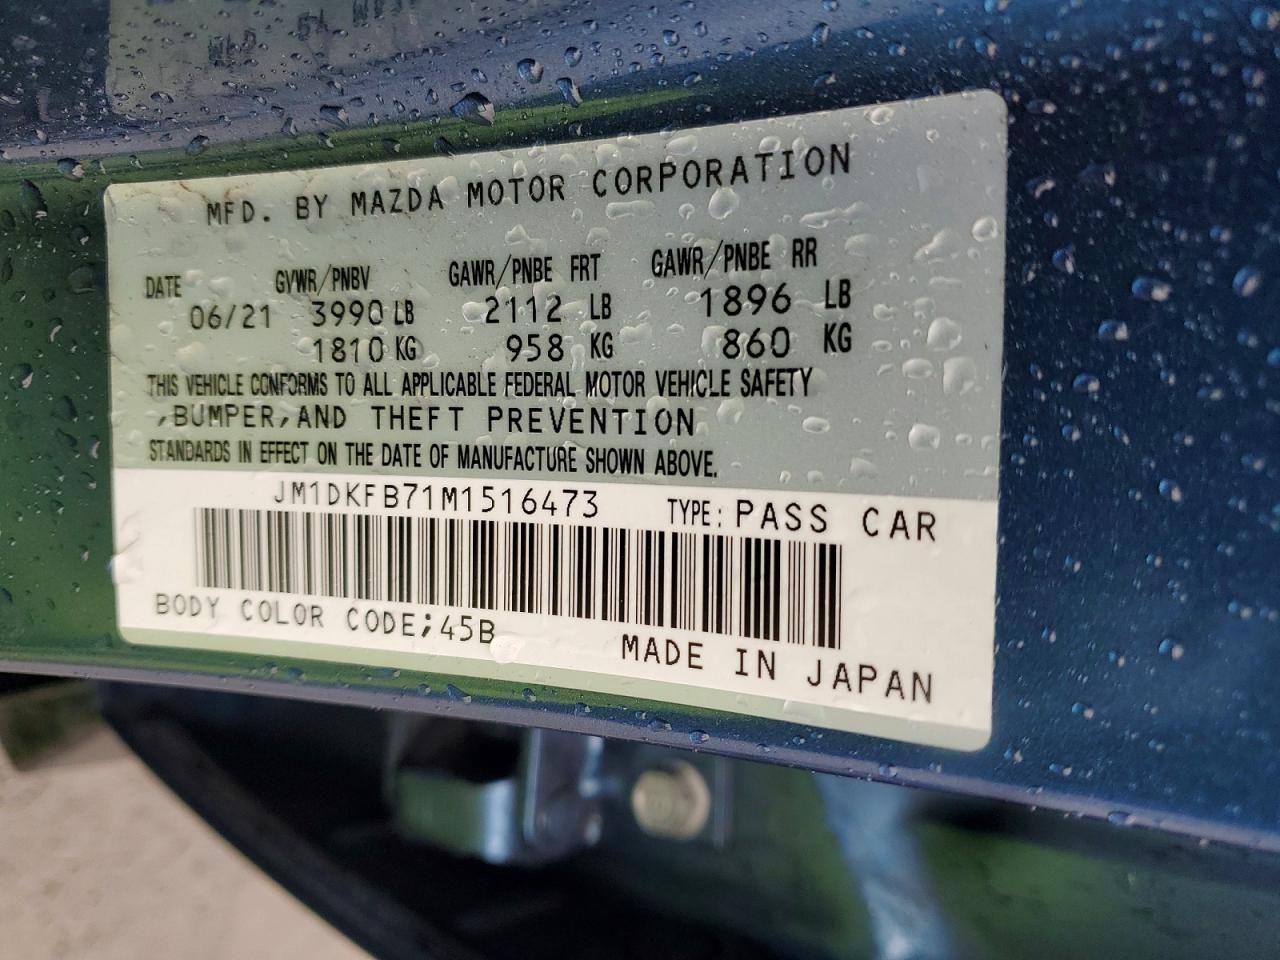 MFD. BY MAZDA MOTOR CORPORATION
DATE GVWR/PNBV GAWR/PNBE FRT GAWR/PNBE RR
06/21 3990 LB 2112 LB 1896 LB
1810 KG 958 KG 860 KG
THIS VEHICLE CONFORMS TO ALL APPLICABLE FEDERAL MOTOR VEHICLE SAFETY
,BUMPER,AND THEFT PREVENTION
STANDARDS IN EFFECT ON THE DATE OF MANUFACTURE SHOWN ABOVE.
JM1DKFB71M1516473 TYPE: PASS CAR
BODY COLOR CODE;45B
MADE IN JAPAN